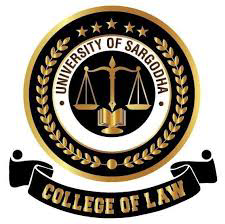 · UNIVERSITY OF SARGODHA ·
COLLEGE OF LAW